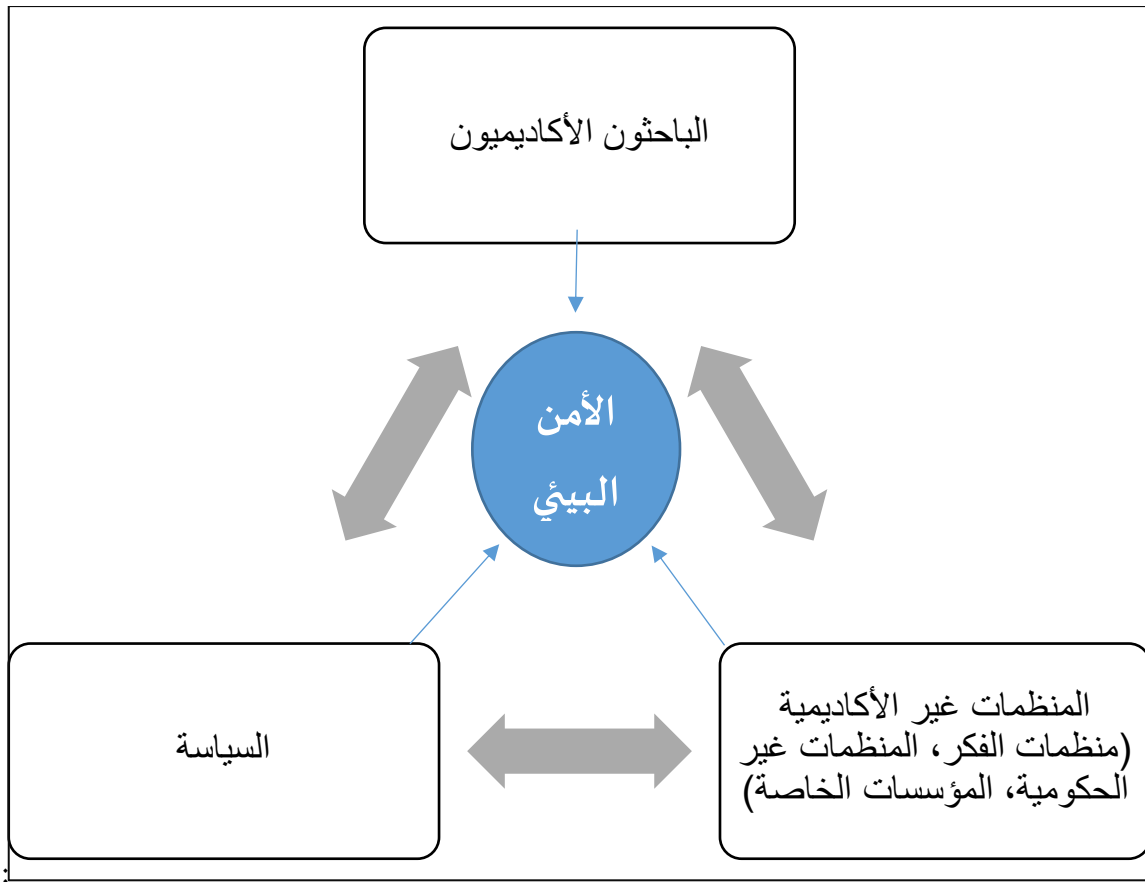 الباحثون الأكاديميون
الأمن
البيئي
المنظمات غير الأكاديمية
(منظمات الفكر، المنظمات غير
الحكومية، المؤسسات الخاصة)
السياسة
: